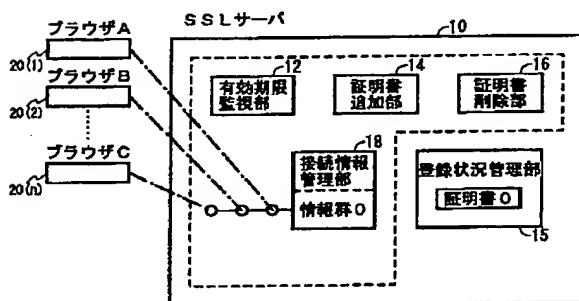 SSLサーバ
10
ブラウザA
20(1)
ブラウザB
20(2)
ブラウザC
20(n)
12
有効期限
監視部
14
証明書
追加部
16
証明書
削除部
18
接続情報
管理部
情報群0
登録状況管理部
証明書0
15